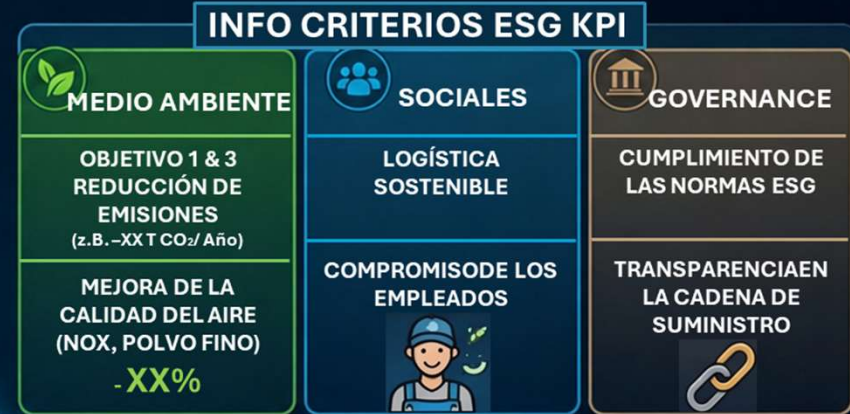 INFO CRITERIOS ESG KPI
MEDIO AMBIENTE
OBJETIVO 1 & 3
REDUCCIÓN DE
EMISIONES
(z.B.–XX T CO₂/ Año)
MEJORA DE LA
CALIDAD DEL AIRE
(NOX, POLVO FINO)
-XX%
SOCIALES
LOGÍSTICA
SOSTENIBLE
COMPROMISODE LOS
EMPLEADOS
GOVERNANCE
CUMPLIMIENTO DE
LAS NORMAS ESG
TRANSPARENCIAEN
LA CADENA DE
SUMINISTRO